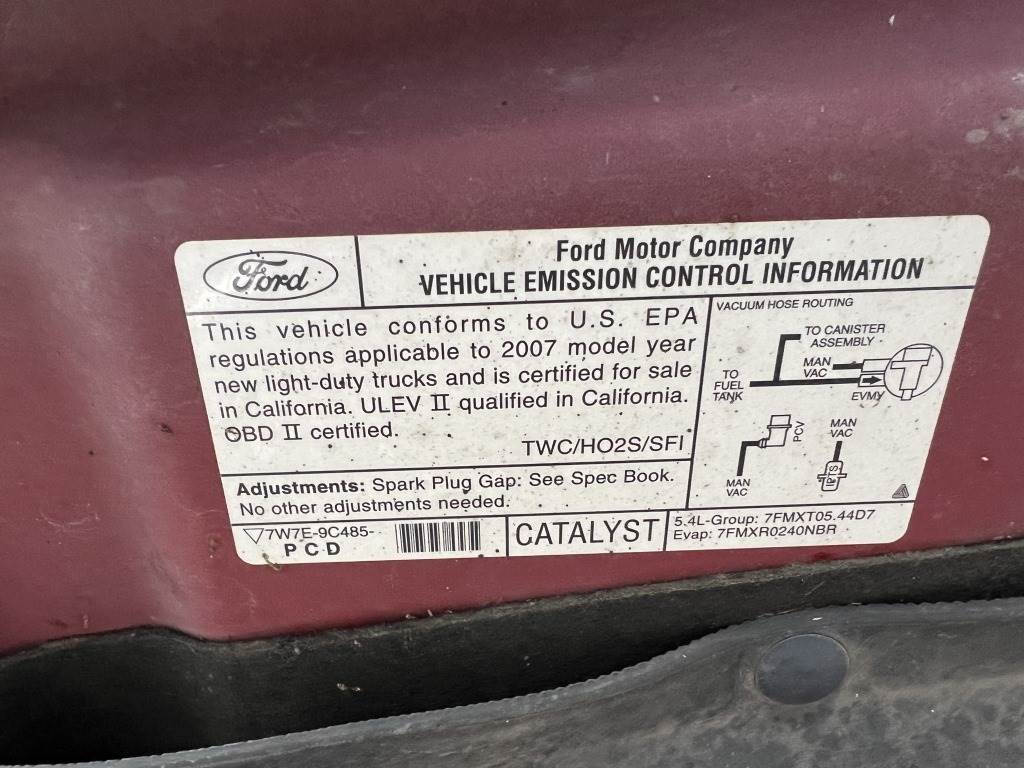 Ford
Ford Motor Company
VEHICLE EMISSION CONTROL INFORMATION
This vehicle conforms to U.S. EPA
regulations applicable to 2007 model year
new light-duty trucks and is certified for sale
in California. ULEV II qualified in California.
OBD II certified.
TWC/HO2S/SFI
Adjustments: Spark Plug Gap: See Spec Book.
No other adjustments needed.
7W7E-9C485-
P C D
CATALYST
5.4L-Group: 7FMXT05.44D7
Evap: 7FMXR0240NBR
VACUUM HOSE ROUTING
TO CANISTER
ASSEMBLY
MAN
VAC
TO
FUEL
TANK
EVMV
PCV
MAN
VAC
MAN
VAC